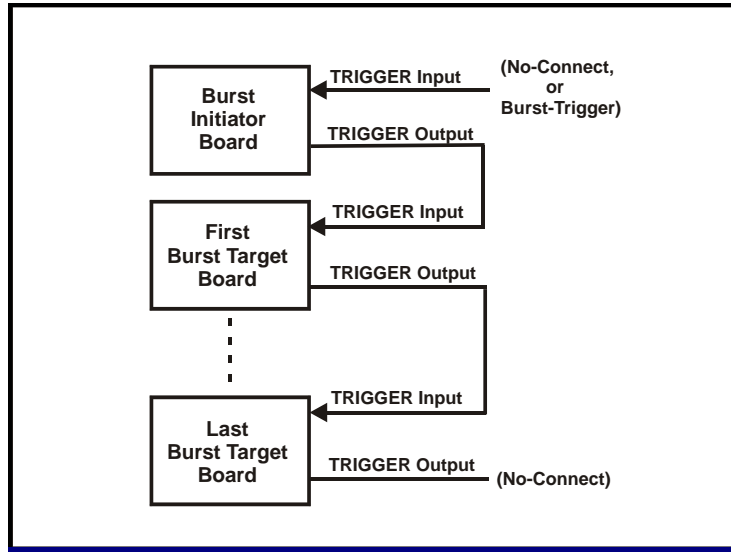 TRIGGER Input
(No-Connect,
or
Burst-Trigger)
Burst
Initiator
Board
TRIGGER Output
TRIGGER Input
First
Burst Target
Board
TRIGGER Output
TRIGGER Input
Last
Burst Target
Board
TRIGGER Output
(No-Connect)